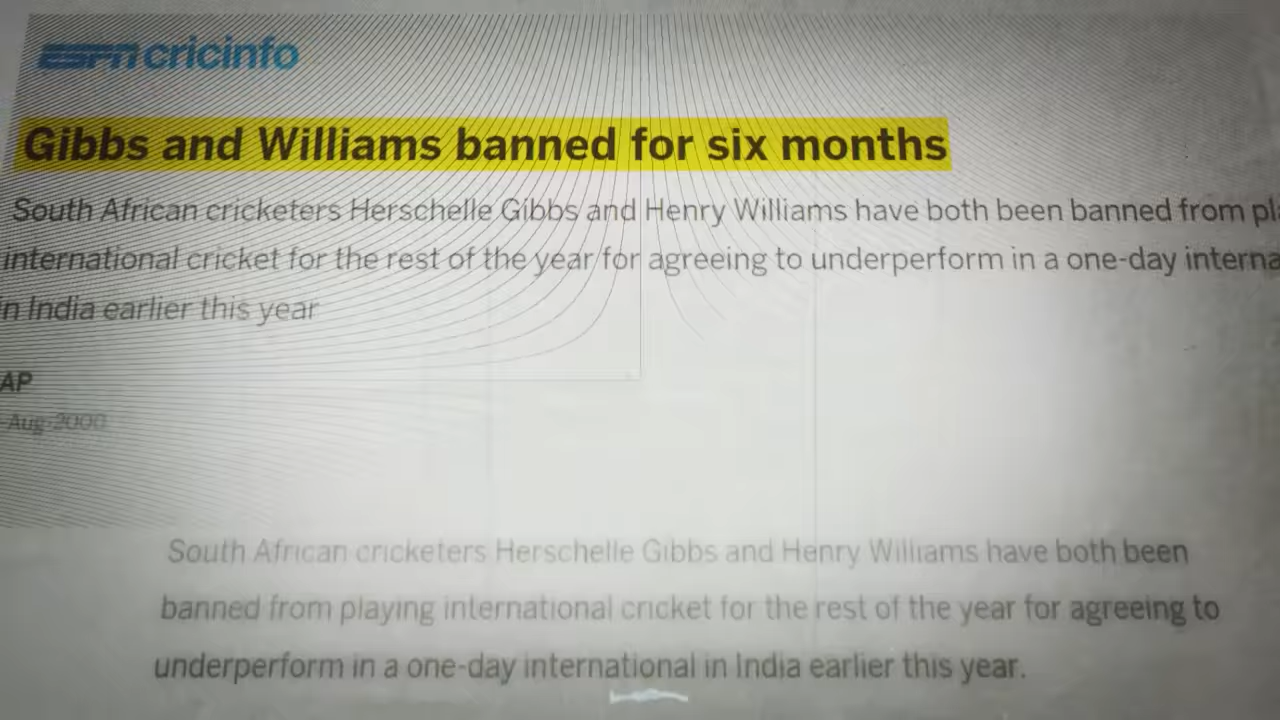 ESPN cricinfo
Gibbs and Williams banned for six months
South African cricketers Herschelle Gibbs and Henry Williams have both been banned from pl
international cricket for the rest of the year for agreeing to underperform in a one-day interna
in India earlier this year
AP
-Aug-2000
South African cricketers Herschelle Gibbs and Henry Williams have both been
banned from playing international cricket for the rest of the year for agreeing to
underperform in a one-day international in India earlier this year.